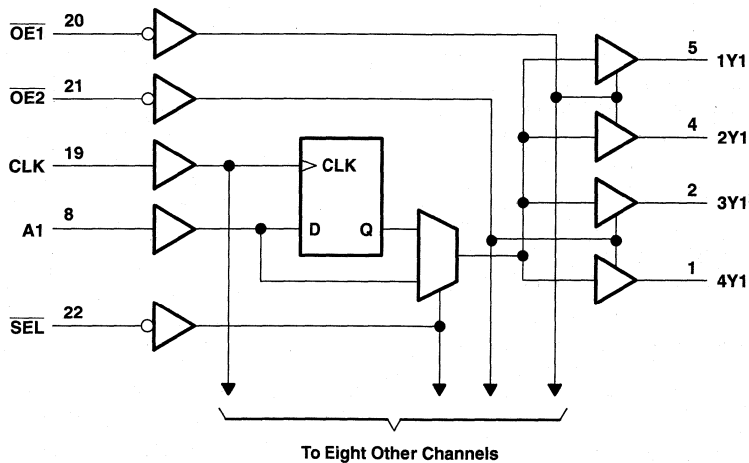 OE1 20
5 1Y1
OE2 21
4 2Y1
CLK 19
CLK
2 3Y1
A1 8
D Q
1 4Y1
SEL 22
To Eight Other Channels